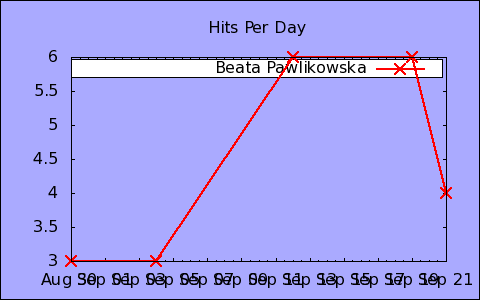 Hits Per Day
Beata Pawlikowska
6
5.5
5
4.5
4
3.5
3
Aug 30 Sep 01 Sep 03 Sep 05 Sep 07 Sep 09 Sep 11 Sep 13 Sep 15 Sep 17 Sep 19 Sep 21